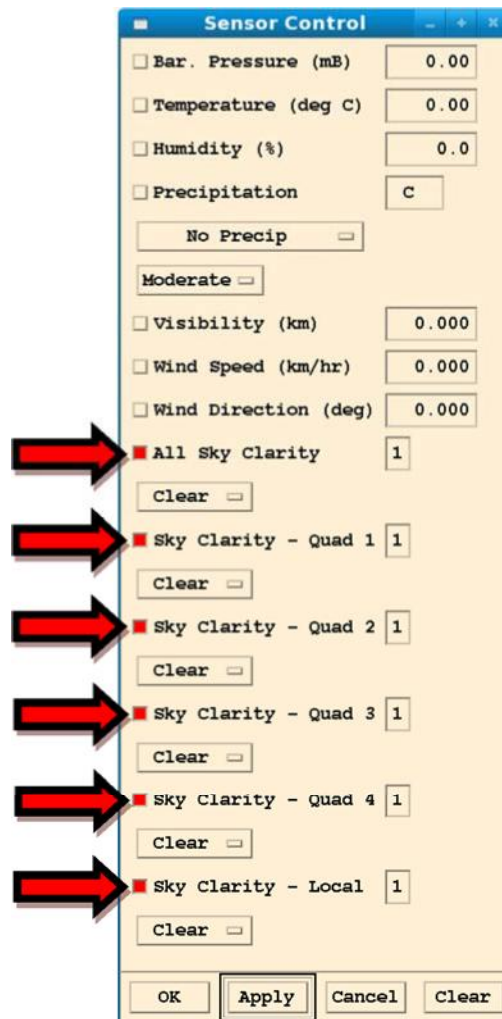 Sensor Control
Bar. Pressure (mB) 0.00
Temperature (deg C) 0.00
Humidity (%) 0.0
Precipitation C
No Precip
Moderate
Visibility (km) 0.000
Wind Speed (km/hr) 0.000
Wind Direction (deg) 0.000
All Sky Clarity 1
Clear
Sky Clarity - Quad 1 1
Clear
Sky Clarity - Quad 2 1
Clear
Sky Clarity - Quad 3 1
Clear
Sky Clarity - Quad 4 1
Clear
Sky Clarity - Local 1
Clear
OK Apply Cancel Clear